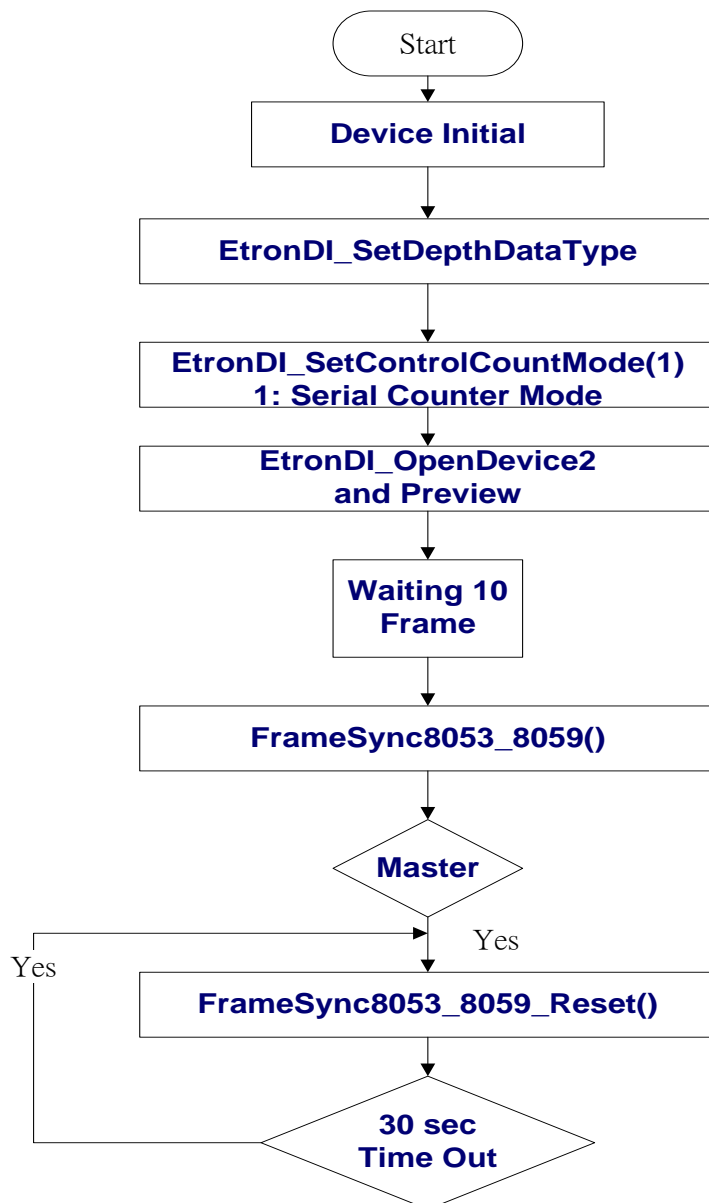 Start
Device Initial
EtronDI_SetDepthDataType
EtronDI_SetControlCountMode(1)
1: Serial Counter Mode
EtronDI_OpenDevice2
and Preview
Waiting 10
Frame
FrameSync8053_8059()
Master
Yes
Yes
FrameSync8053_8059_Reset()
30 sec
Time Out